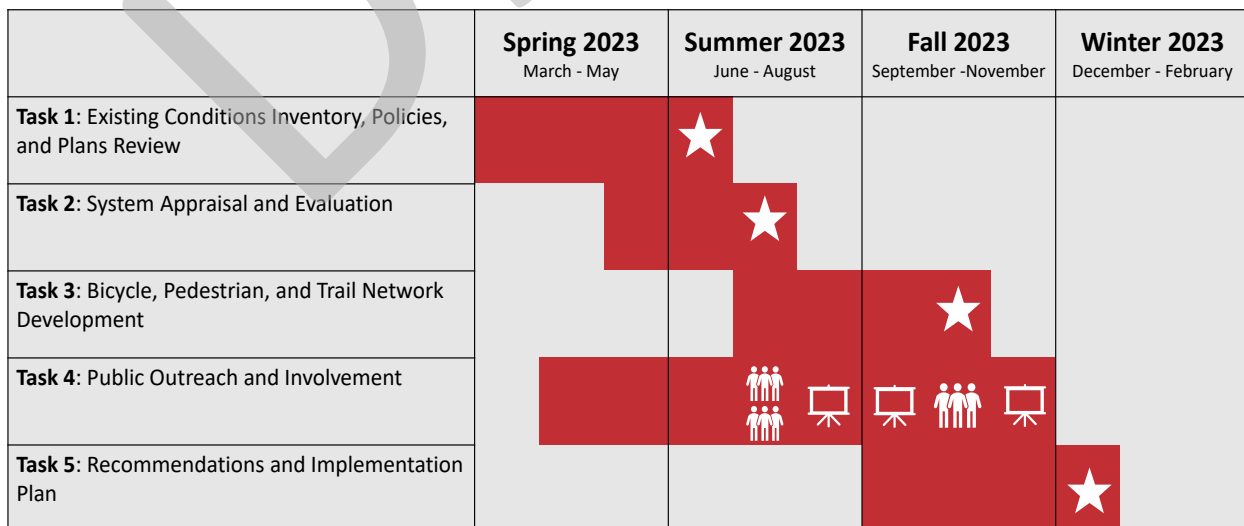 Spring 2023 Summer 2023 Fall 2023 Winter 2023
March - May June - August September -November December - February
Task 1: Existing Conditions Inventory, Policies,
and Plans Review
Task 2: System Appraisal and Evaluation
Task 3: Bicycle, Pedestrian, and Trail Network
Development
Task 4: Public Outreach and Involvement
Task 5: Recommendations and Implementation
Plan